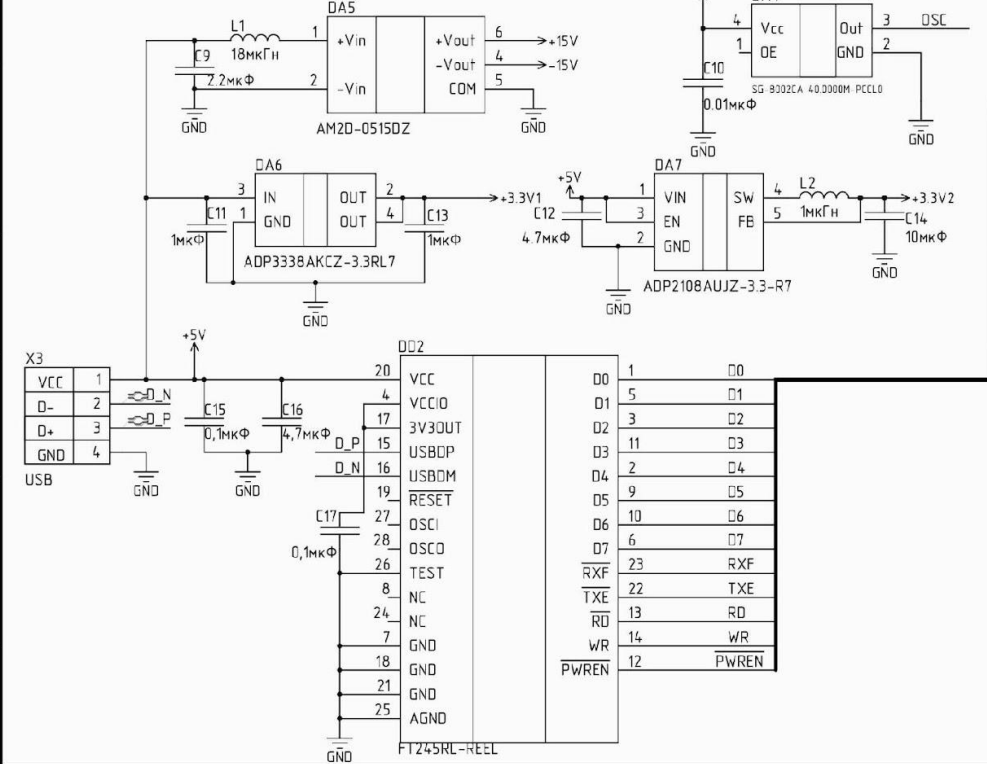 DA5
L1
18мкГн
1
+Vin
+Vout
6
+15V
-Vout
4
-15V
C9
2.2мкФ
2
-Vin
COM
5
GND
GND
AM2D-0515DZ
4
Vcc
Out
3
OSC
1
OE
GND
2
C10
0.01мкФ
SG-8002CA 40.0000M-PCCL0
GND
GND
DA6
3
IN
OUT
2
+3.3V1
1
GND
OUT
4
C11
1мкФ
C13
1мкФ
ADP3338AKCZ-3.3RL7
GND
DA7
+5V
1
VIN
SW
4
L2
1мкГн
+3.3V2
3
EN
FB
5
2
GND
C12
4.7мкФ
C14
10мкФ
GND
GND
ADP2108AUJZ-3.3-R7
X3
VCC
1
D-
2
D_N
D+
3
D_P
GND
4
USB
GND
+5V
C15
0,1мкФ
C16
4,7мкФ
GND
DD2
20
VCC
4
VCCIO
17
3V3OUT
D_P
15
USBDP
D_N
16
USBDM
19
RESET
27
OSCI
28
OSCO
26
TEST
8
NC
24
NC
7
GND
18
GND
21
GND
25
AGND
C17
0,1мкФ
GND
D0
1
D0
D1
5
D1
D2
3
D2
D3
11
D3
D4
2
D4
D5
9
D5
D6
10
D6
D7
6
D7
RXF
23
RXF
TXE
22
TXE
RD
13
RD
WR
14
WR
PWREN
12
PWREN
FT245RL-REEL